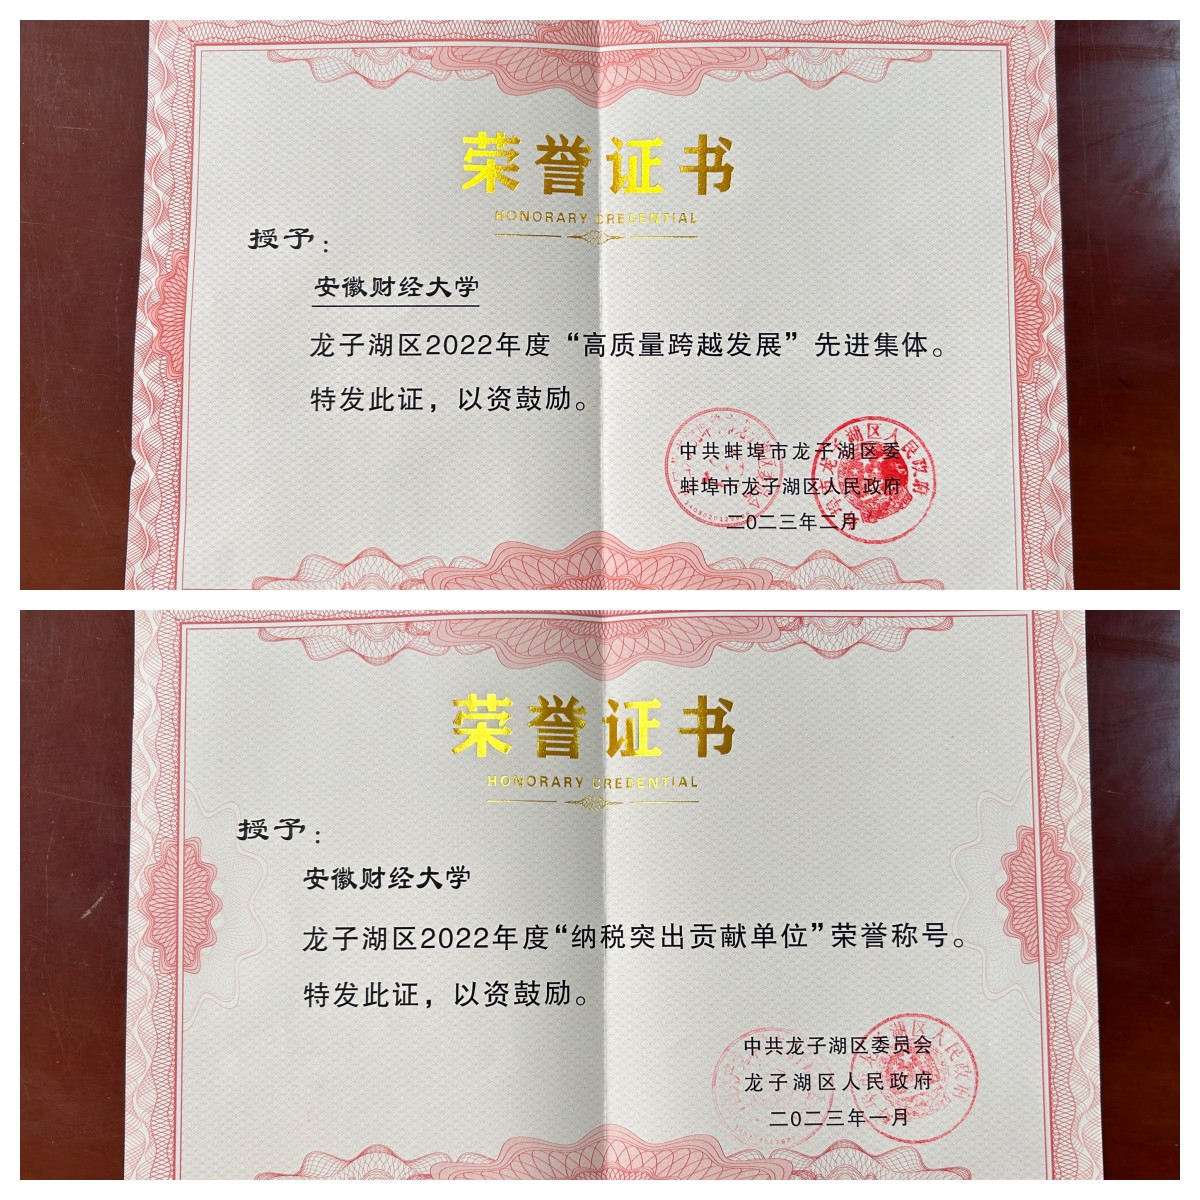 荣誉证书
HONORARY CREDENTIAL
授予：
安徽财经大学
龙子湖区2022年度“高质量跨越发展”先进集体。
特发此证，以资鼓励。
中共蚌埠市龙子湖区委
蚌埠市龙子湖区人民政府
二0二三年二月
荣誉证书
HONORARY CREDENTIAL
授予：
安徽财经大学
龙子湖区2022年度“纳税突出贡献单位”荣誉称号。
特发此证，以资鼓励。
中共龙子湖区委员会
龙子湖区人民政府
二0二三年一月